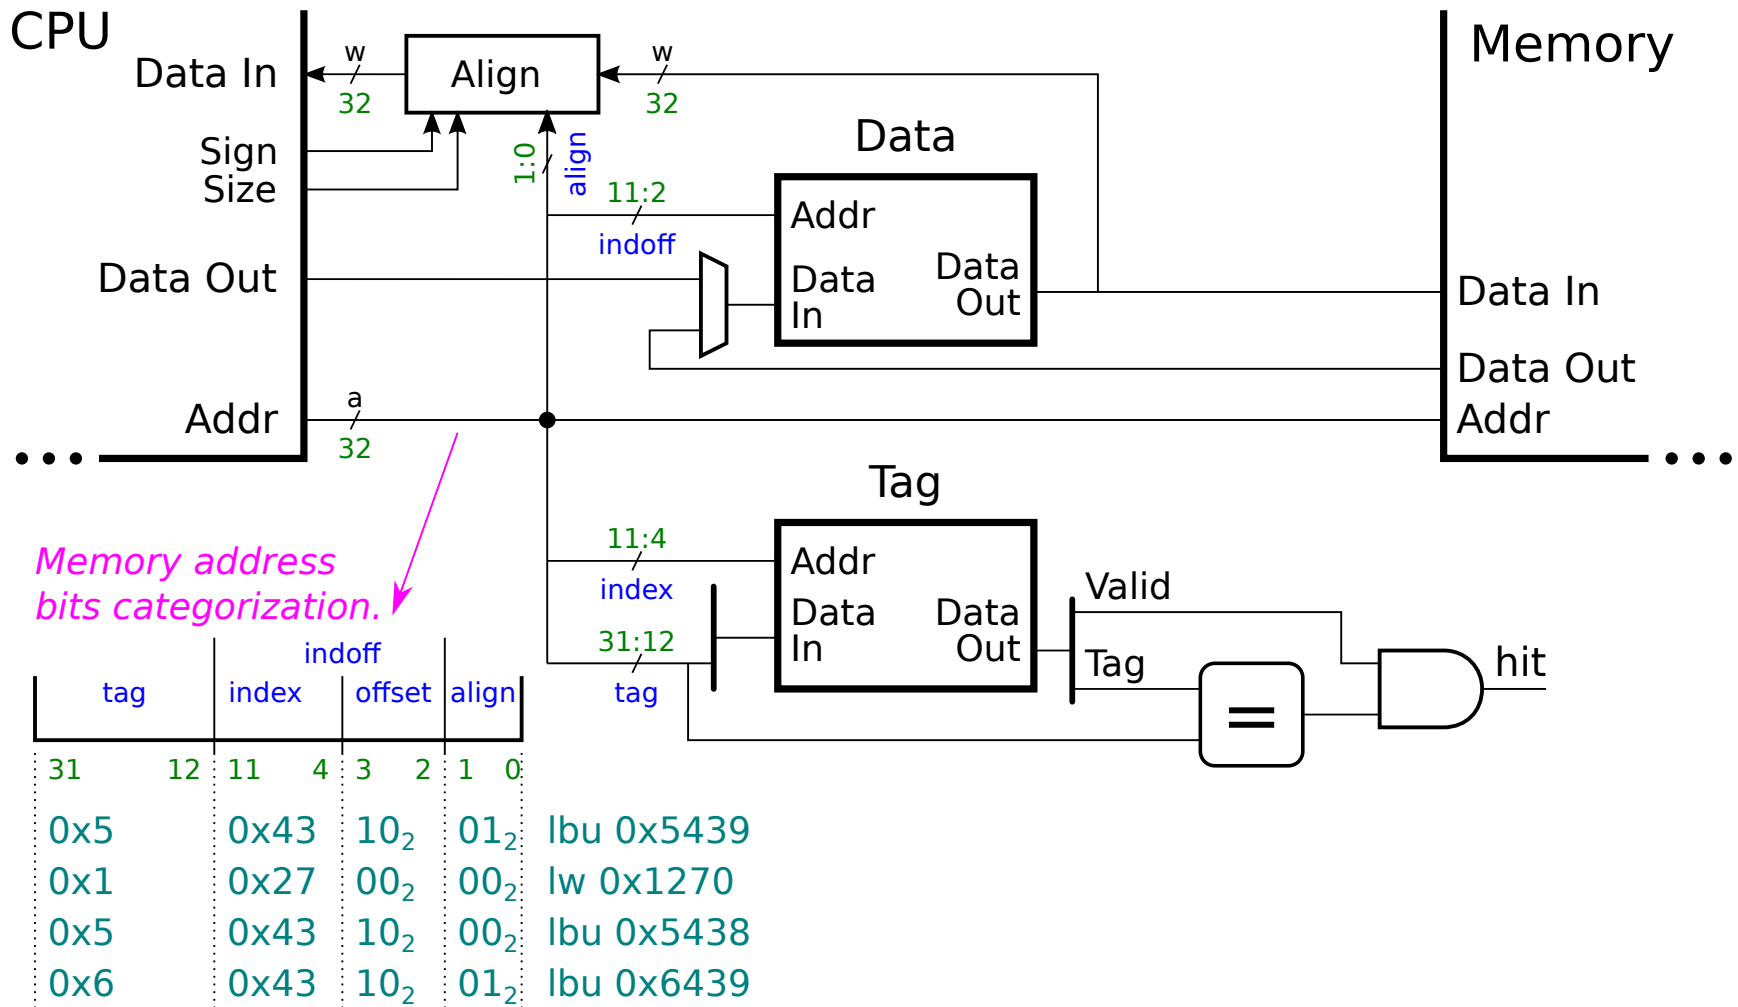 CPU
Memory
Data In
w
32
Align
w
32
Sign
Size
1:0
align
Data
11:2
indoff
Addr
Data In
Data Out
Data Out
Data In
Data Out
Addr
a
32
Addr
Tag
Memory address
bits categorization.
11:4
index
Addr
Data In
Data Out
31:12
tag
Valid
Tag
=
hit
indoff
tag index offset align
31 12 11 4 3 2 1 0
0x5 0x43 10₂ 01₂ lbu 0x5439
0x1 0x27 00₂ 00₂ lw 0x1270
0x5 0x43 10₂ 00₂ lbu 0x5438
0x6 0x43 10₂ 01₂ lbu 0x6439